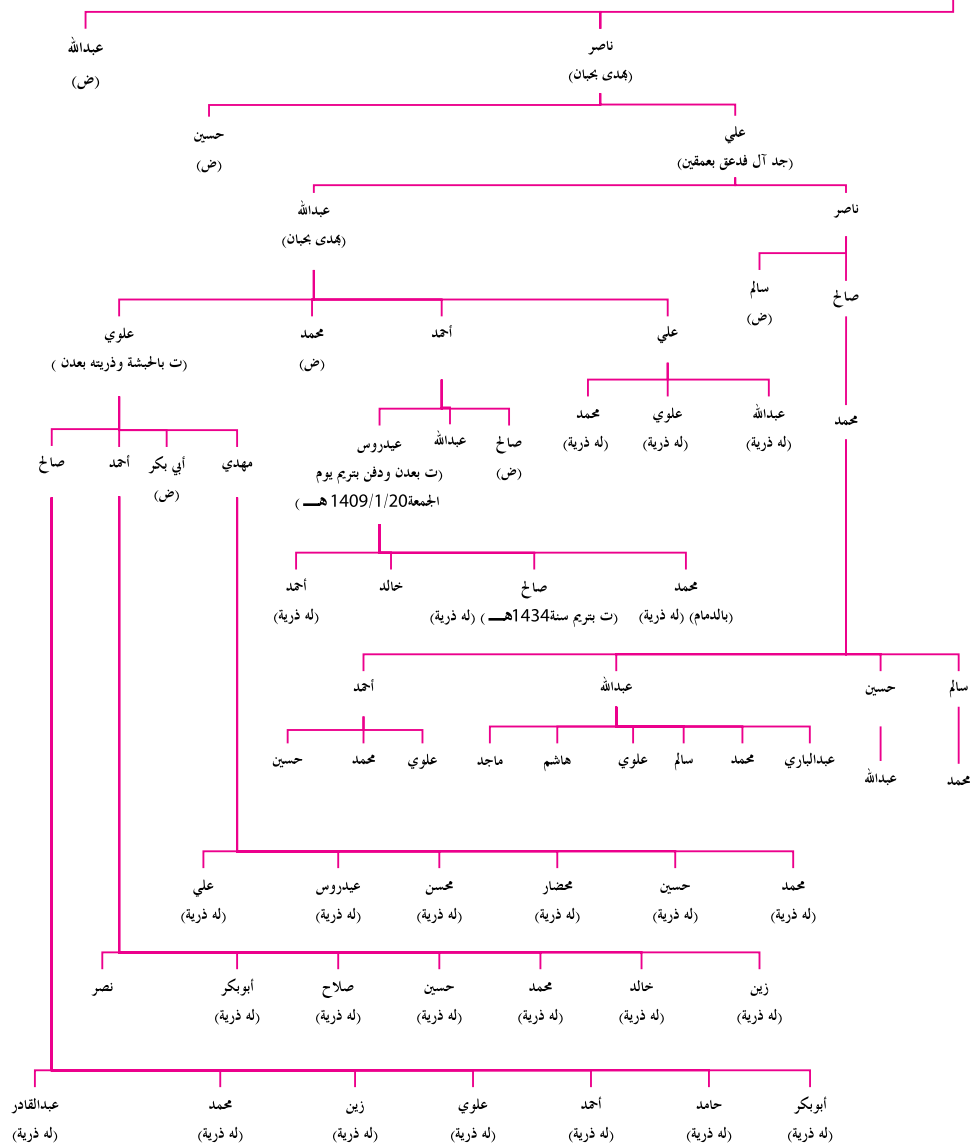 ناصر
عبدالله
(بهدى بحبان)
(ض)
علي
حسين
(جد آل فدعق بعمقين)
(ض)
ناصر
عبدالله
(بهدى بحبان)
سالم
صالح
(ض)
علي
أحمد
محمد
علوي
(ض)
(ت بالحبشة وذريته بعدن )
محمد
عبدالله
علوي
محمد
(له ذرية)
(له ذرية)
(له ذرية)
صالح
عبدالله
عيدروس
(ض)
(ت بعدن ودفن بتريم يوم
الجمعة1409/1/20 هـ )
مهدي
أبي بكر
أحمد
صالح
(ض)
محمد
صالح
خالد
أحمد
(بالدمام) (له ذرية)
(ت بتريم سنة1434هـ ) (له ذرية)
(له ذرية)
سالم
حسين
عبدالله
أحمد
عبدالباري
محمد
سالم
علوي
هاشم
ماجد
علوي
محمد
حسين
محمد
عبدالله
محمد
حسين
محضار
محسن
عيدروس
علي
(له ذرية)
(له ذرية)
(له ذرية)
(له ذرية)
(له ذرية)
(له ذرية)
زين
خالد
محمد
حسين
صلاح
أبوبكر
نصر
(له ذرية)
(له ذرية)
(له ذرية)
(له ذرية)
(له ذرية)
(له ذرية)
أبوبكر
حامد
أحمد
علوي
زين
محمد
عبدالقادر
(له ذرية)
(له ذرية)
(له ذرية)
(له ذرية)
(له ذرية)
(له ذرية)
(له ذرية)